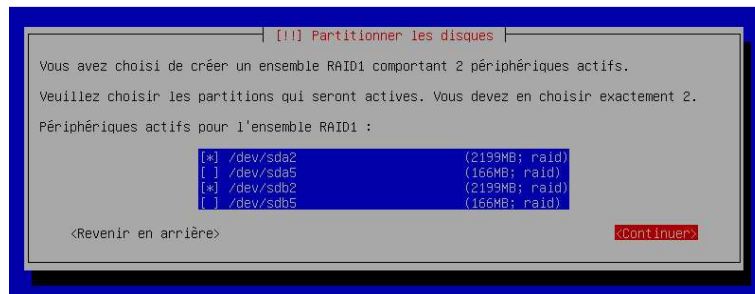 [!!] Partitionner les disques
Vous avez choisi de créer un ensemble RAID1 comportant 2 périphériques actifs.
Veuillez choisir les partitions qui seront actives. Vous devez en choisir exactement 2.
Périphériques actifs pour l'ensemble RAID1 :
[*] /dev/sda2 (2199MB; raid)
[ ] /dev/sda5 (166MB; raid)
[*] /dev/sdb2 (2199MB; raid)
[ ] /dev/sdb5 (166MB; raid)
<Revenir en arrière> <Continuer>